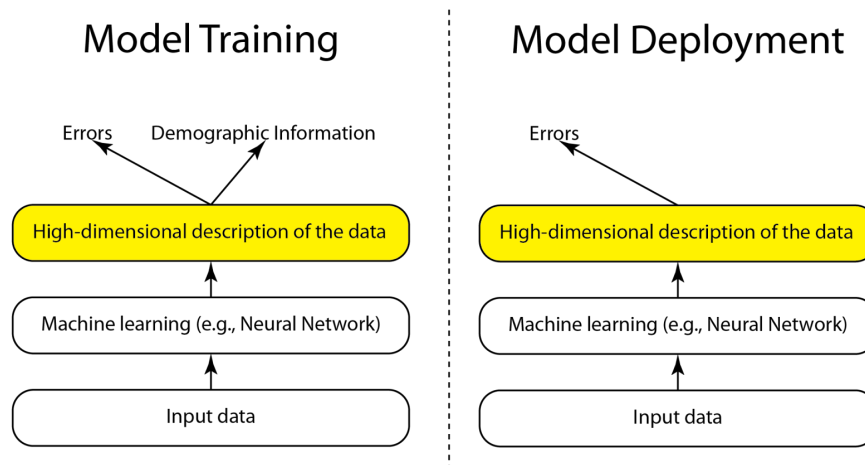 Model Training
Errors
Demographic Information
High-dimensional description of the data
Machine learning (e.g., Neural Network)
Input data
Model Deployment
Errors
High-dimensional description of the data
Machine learning (e.g., Neural Network)
Input data